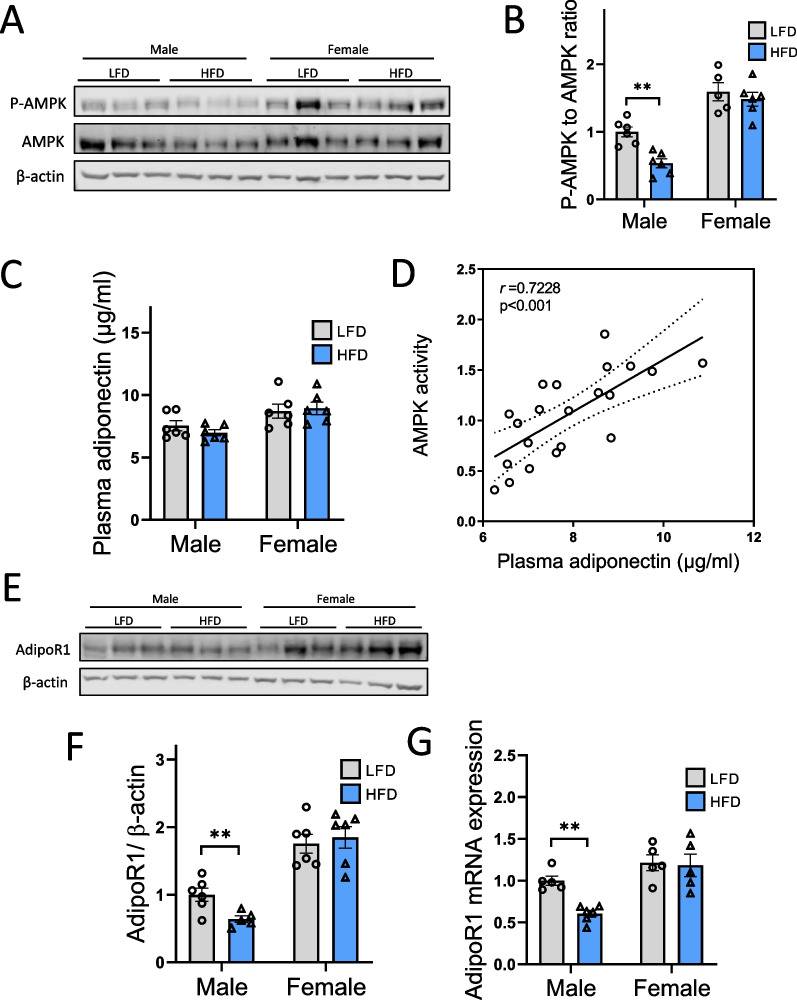 A
Male Female
LFD HFD LFD HFD
P-AMPK
AMPK
β-actin
B
P-AMPK to AMPK ratio
2
1
0
**
LFD
HFD
Male Female
C
Plasma adiponectin (µg/ml)
15
10
5
0
LFD
HFD
Male Female
D
AMPK activity
2.5
2.0
1.5
1.0
0.5
0.0
r =0.7228
p<0.001
6 8 10 12
Plasma adiponectin (µg/ml)
E
Male Female
LFD HFD LFD HFD
AdipoR1
β-actin
F
AdipoR1/ β-actin
3
2
1
0
**
LFD
HFD
Male Female
G
AdipoR1 mRNA expression
2.5
2.0
1.5
1.0
0.5
0.0
**
LFD
HFD
Male Female